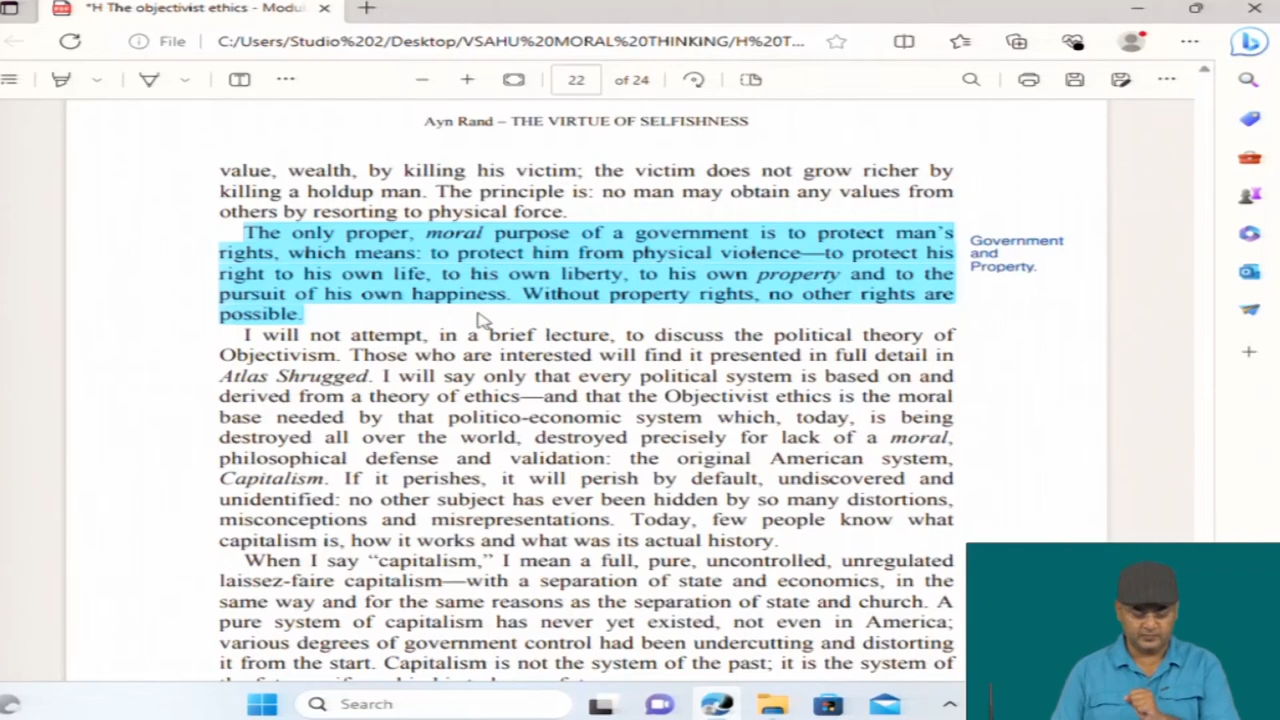 *H The objectivist ethics - Modu
File
C:/Users/Studio%202/Desktop/VSAHU%20MORAL%20THINKING/H%20T...
22 of 24
Ayn Rand – THE VIRTUE OF SELFISHNESS
value, wealth, by killing his victim; the victim does not grow richer by
killing a holdup man. The principle is: no man may obtain any values from
others by resorting to physical force.
The only proper, moral purpose of a government is to protect man's
rights, which means: to protect him from physical violence—to protect his
right to his own life, to his own liberty, to his own property and to the
pursuit of his own happiness. Without property rights, no other rights are
possible.
Government
and
Property.
I will not attempt, in a brief lecture, to discuss the political theory of
Objectivism. Those who are interested will find it presented in full detail in
Atlas Shrugged. I will say only that every political system is based on and
derived from a theory of ethics—and that the Objectivist ethics is the moral
base needed by that politico-economic system which, today, is being
destroyed all over the world, destroyed precisely for lack of a moral,
philosophical defense and validation: the original American system,
Capitalism. If it perishes, it will perish by default, undiscovered and
unidentified: no other subject has ever been hidden by so many distortions,
misconceptions and misrepresentations. Today, few people know what
capitalism is, how it works and what was its actual history.
When I say “capitalism,” I mean a full, pure, uncontrolled, unregulated
laissez-faire capitalism—with a separation of state and economics, in the
same way and for the same reasons as the separation of state and church. A
pure system of capitalism has never yet existed, not even in America;
various degrees of government control had been undercutting and distorting
it from the start. Capitalism is not the system of the past; it is the system of
Search